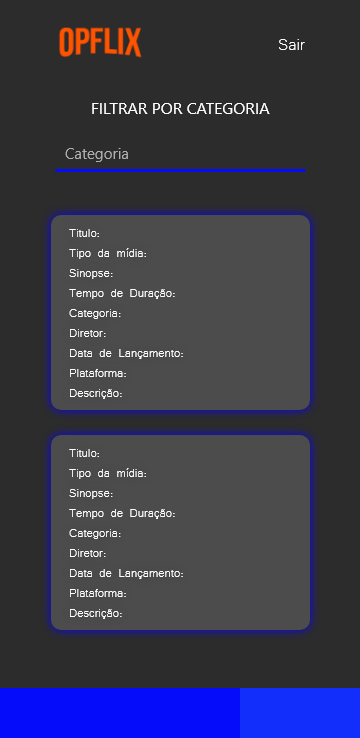 OPFLIX
Sair
FILTRAR POR CATEGORIA
Categoria
Titulo:
Tipo da mídia:
Sinopse:
Tempo de Duração:
Categoria:
Diretor:
Data de Lançamento:
Plataforma:
Descrição:
Titulo:
Tipo da mídia:
Sinopse:
Tempo de Duração:
Categoria:
Diretor:
Data de Lançamento:
Plataforma:
Descrição: